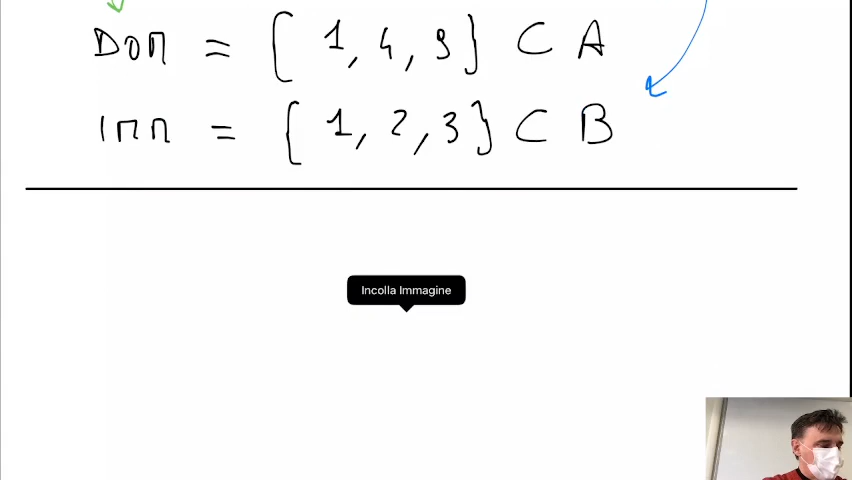 DOM = { 1, 4, 9 } ⊂ A
IMM = { 1, 2, 3 } ⊂ B
Incolla Immagine